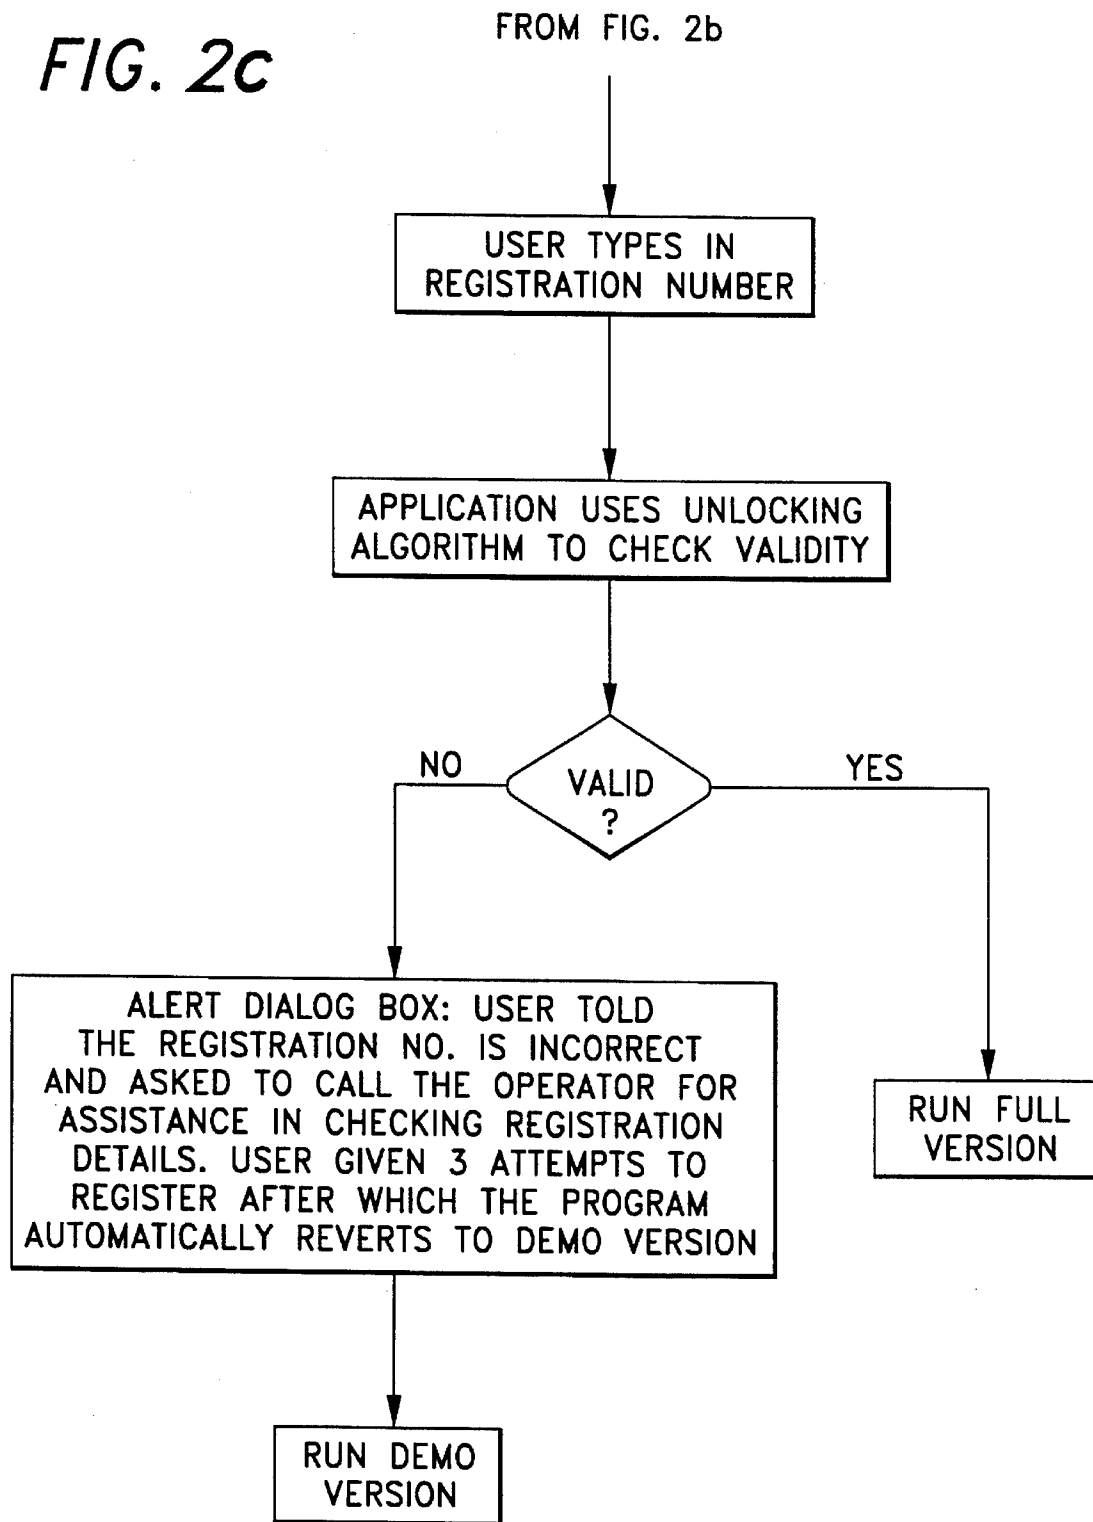 FIG. 2c
FROM FIG. 2b
USER TYPES IN
REGISTRATION NUMBER
APPLICATION USES UNLOCKING
ALGORITHM TO CHECK VALIDITY
NO
VALID
?
YES
ALERT DIALOG BOX: USER TOLD
THE REGISTRATION NO. IS INCORRECT
AND ASKED TO CALL THE OPERATOR FOR
ASSISTANCE IN CHECKING REGISTRATION
DETAILS. USER GIVEN 3 ATTEMPTS TO
REGISTER AFTER WHICH THE PROGRAM
AUTOMATICALLY REVERTS TO DEMO VERSION
RUN FULL
VERSION
RUN DEMO
VERSION